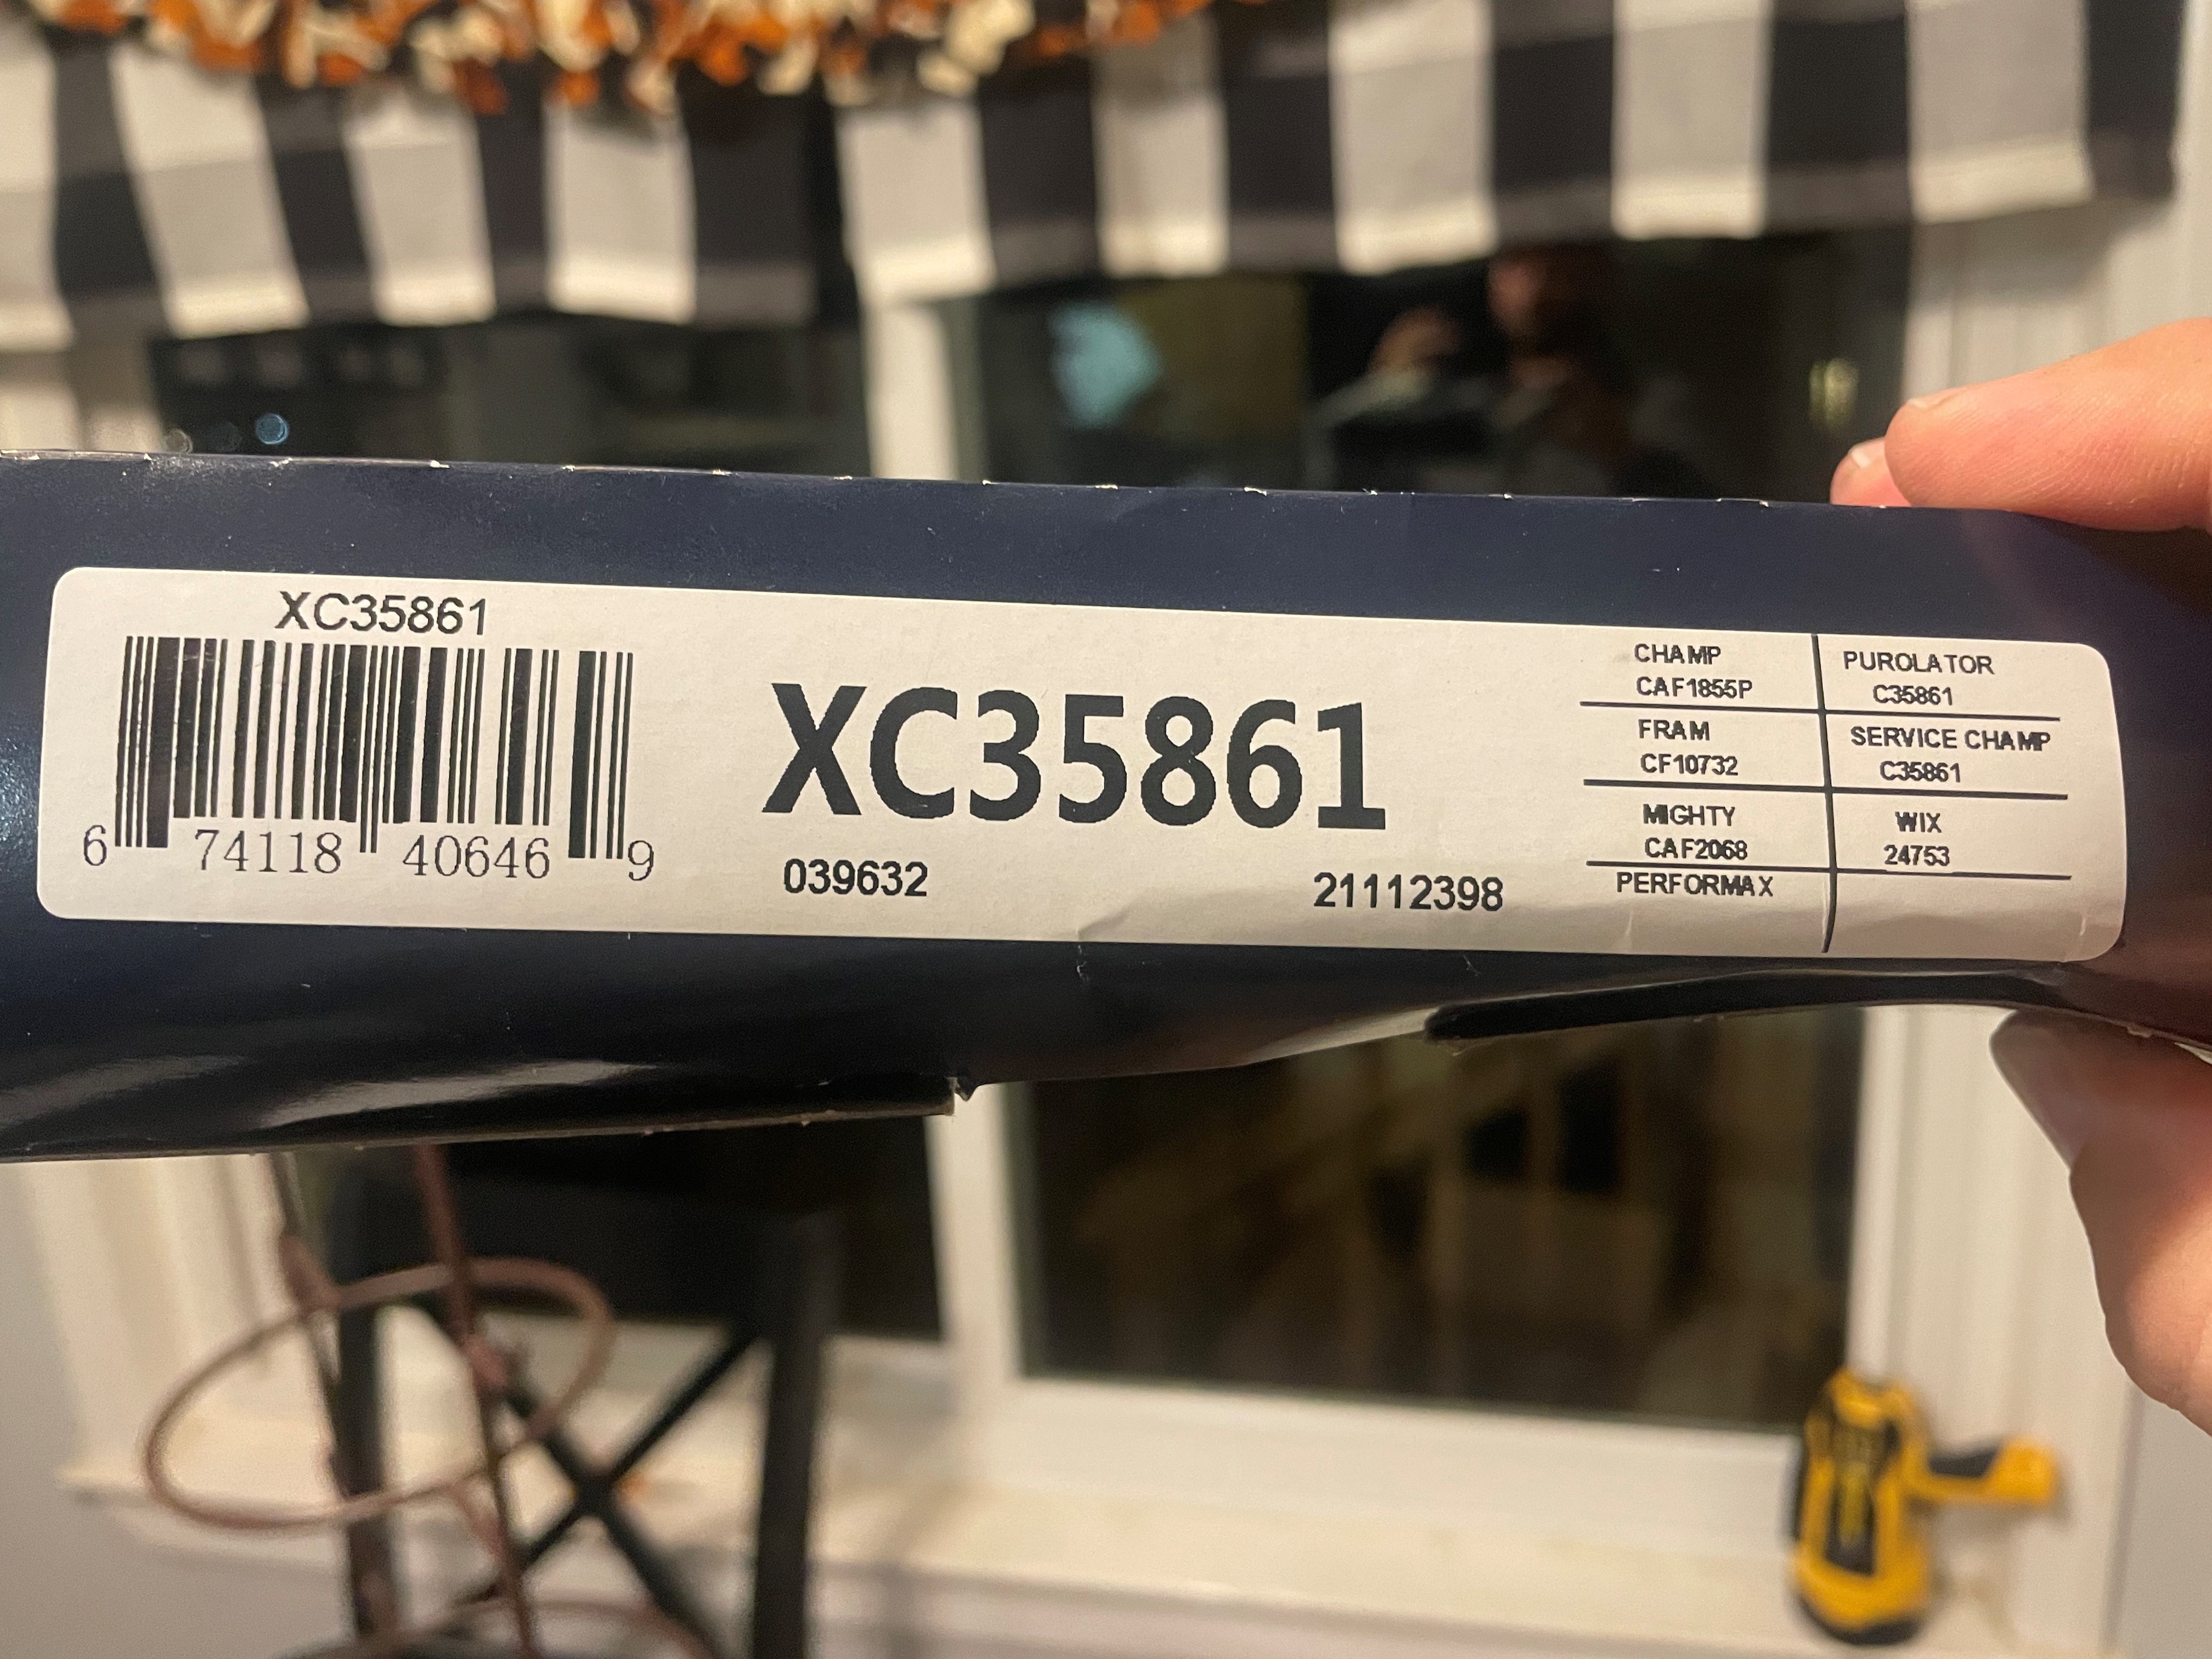 XC35861
6 74118 40646 9
XC35861
039632 21112398
CHAMP
CAF1855P
FRAM
CF10732
MIGHTY
CAF2068
PERFORMAX
PUROLATOR
C35861
SERVICE CHAMP
C35861
WIX
24753